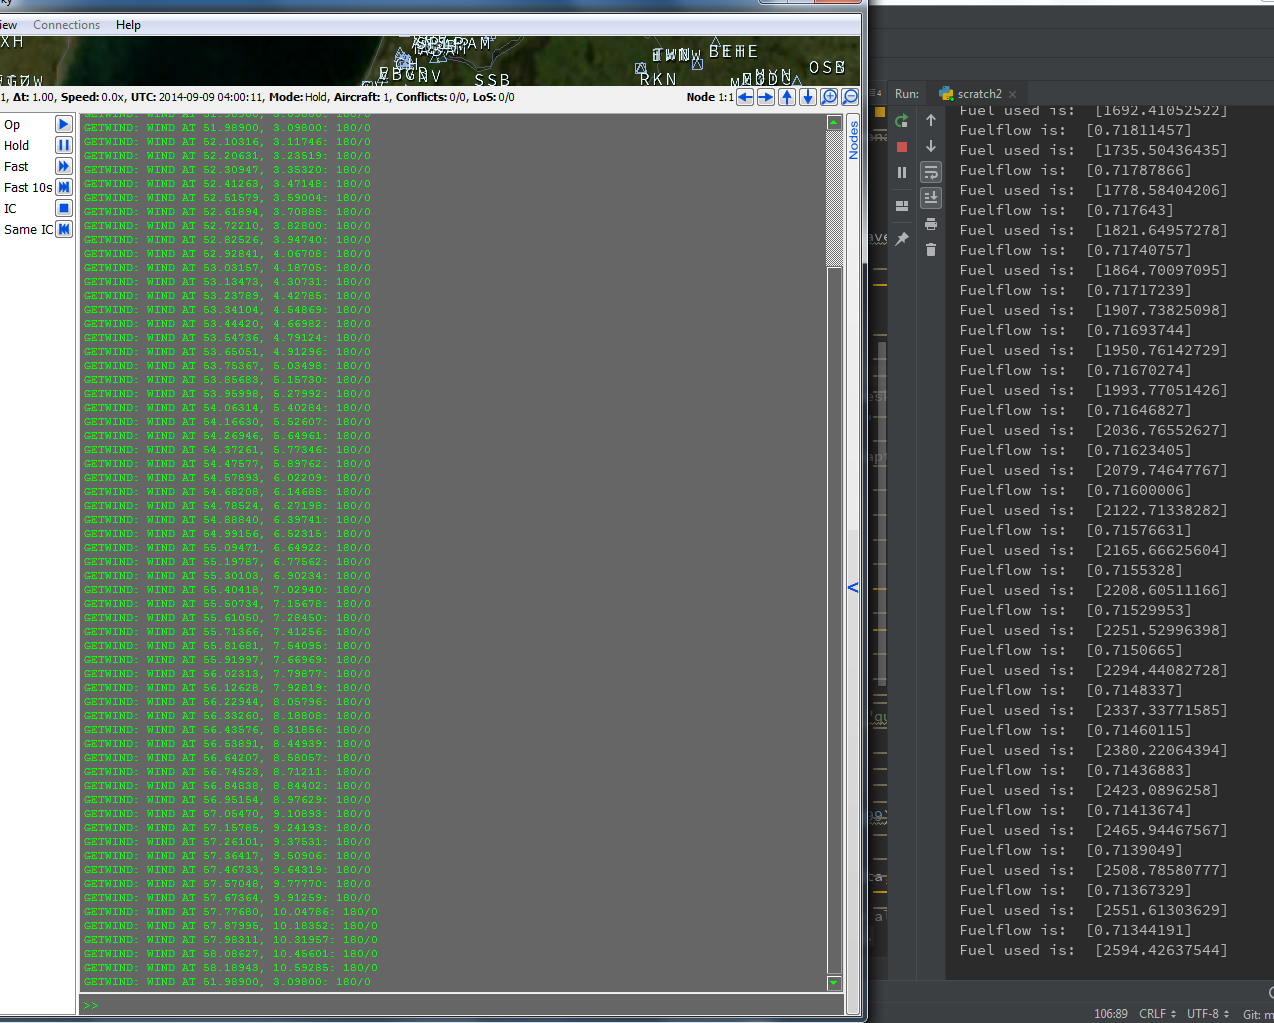 ky
iew Connections Help
XH
BEHE
OSB
SSB
RKN
1, Δt: 1.00, Speed: 0.0x, UTC: 2014-09-09 04:00:11, Mode: Hold, Aircraft: 1, Conflicts: 0/0, LoS: 0/0
Node 1:1
Op
Hold
Fast
Fast 10s
IC
Same IC
GETWIND: WIND AT 51.98900, 3.09800: 180/0
GETWIND: WIND AT 52.10316, 3.11746: 180/0
GETWIND: WIND AT 52.20631, 3.23519: 180/0
GETWIND: WIND AT 52.30947, 3.35320: 180/0
GETWIND: WIND AT 52.41263, 3.47148: 180/0
GETWIND: WIND AT 52.51579, 3.59004: 180/0
GETWIND: WIND AT 52.61894, 3.70888: 180/0
GETWIND: WIND AT 52.72210, 3.82800: 180/0
GETWIND: WIND AT 52.82526, 3.94740: 180/0
GETWIND: WIND AT 52.92841, 4.06708: 180/0
GETWIND: WIND AT 53.03157, 4.18705: 180/0
GETWIND: WIND AT 53.13473, 4.30731: 180/0
GETWIND: WIND AT 53.23789, 4.42785: 180/0
GETWIND: WIND AT 53.34104, 4.54869: 180/0
GETWIND: WIND AT 53.44420, 4.66982: 180/0
GETWIND: WIND AT 53.54736, 4.79124: 180/0
GETWIND: WIND AT 53.65051, 4.91296: 180/0
GETWIND: WIND AT 53.75367, 5.03498: 180/0
GETWIND: WIND AT 53.85683, 5.15730: 180/0
GETWIND: WIND AT 53.95998, 5.27992: 180/0
GETWIND: WIND AT 54.06314, 5.40284: 180/0
GETWIND: WIND AT 54.16630, 5.52607: 180/0
GETWIND: WIND AT 54.26946, 5.64961: 180/0
GETWIND: WIND AT 54.37261, 5.77346: 180/0
GETWIND: WIND AT 54.47577, 5.89762: 180/0
GETWIND: WIND AT 54.57893, 6.02209: 180/0
GETWIND: WIND AT 54.68208, 6.14688: 180/0
GETWIND: WIND AT 54.78524, 6.27198: 180/0
GETWIND: WIND AT 54.88840, 6.39741: 180/0
GETWIND: WIND AT 54.99156, 6.52315: 180/0
GETWIND: WIND AT 55.09471, 6.64922: 180/0
GETWIND: WIND AT 55.19787, 6.77562: 180/0
GETWIND: WIND AT 55.30103, 6.90234: 180/0
GETWIND: WIND AT 55.40418, 7.02940: 180/0
GETWIND: WIND AT 55.50734, 7.15678: 180/0
GETWIND: WIND AT 55.61050, 7.28450: 180/0
GETWIND: WIND AT 55.71366, 7.41256: 180/0
GETWIND: WIND AT 55.81681, 7.54095: 180/0
GETWIND: WIND AT 55.91997, 7.66969: 180/0
GETWIND: WIND AT 56.02313, 7.79877: 180/0
GETWIND: WIND AT 56.12628, 7.92819: 180/0
GETWIND: WIND AT 56.22944, 8.05796: 180/0
GETWIND: WIND AT 56.33260, 8.18808: 180/0
GETWIND: WIND AT 56.43576, 8.31856: 180/0
GETWIND: WIND AT 56.53891, 8.44939: 180/0
GETWIND: WIND AT 56.64207, 8.58057: 180/0
GETWIND: WIND AT 56.74523, 8.71211: 180/0
GETWIND: WIND AT 56.84838, 8.84402: 180/0
GETWIND: WIND AT 56.95154, 8.97629: 180/0
GETWIND: WIND AT 57.05470, 9.10893: 180/0
GETWIND: WIND AT 57.15785, 9.24193: 180/0
GETWIND: WIND AT 57.26101, 9.37531: 180/0
GETWIND: WIND AT 57.36417, 9.50906: 180/0
GETWIND: WIND AT 57.46733, 9.64319: 180/0
GETWIND: WIND AT 57.57048, 9.77770: 180/0
GETWIND: WIND AT 57.67364, 9.91259: 180/0
GETWIND: WIND AT 57.77680, 10.04786: 180/0
GETWIND: WIND AT 57.87995, 10.18352: 180/0
GETWIND: WIND AT 57.98311, 10.31957: 180/0
GETWIND: WIND AT 58.08627, 10.45601: 180/0
GETWIND: WIND AT 58.18943, 10.59285: 180/0
GETWIND: WIND AT 51.98900, 3.09800: 180/0
>>
Nodes
<
Run: scratch2
[1692.41052522]
Fuelflow is: [0.71811457]
Fuel used is: [1735.50436435]
Fuelflow is: [0.71787866]
Fuel used is: [1778.58404206]
Fuelflow is: [0.717643]
Fuel used is: [1821.64957278]
Fuelflow is: [0.71740757]
Fuel used is: [1864.70097095]
Fuelflow is: [0.71717239]
Fuel used is: [1907.73825098]
Fuelflow is: [0.71693744]
Fuel used is: [1950.76142729]
Fuelflow is: [0.71670274]
Fuel used is: [1993.77051426]
Fuelflow is: [0.71646827]
Fuel used is: [2036.76552627]
Fuelflow is: [0.71623405]
Fuel used is: [2079.74647767]
Fuelflow is: [0.71600006]
Fuel used is: [2122.71338282]
Fuelflow is: [0.71576631]
Fuel used is: [2165.66625604]
Fuelflow is: [0.7155328]
Fuel used is: [2208.60511166]
Fuelflow is: [0.71529953]
Fuel used is: [2251.52996398]
Fuelflow is: [0.7150665]
Fuel used is: [2294.44082728]
Fuelflow is: [0.7148337]
Fuel used is: [2337.33771585]
Fuelflow is: [0.71460115]
Fuel used is: [2380.22064394]
Fuelflow is: [0.71436883]
Fuel used is: [2423.0896258]
Fuelflow is: [0.71413674]
Fuel used is: [2465.94467567]
Fuelflow is: [0.7139049]
Fuel used is: [2508.78580777]
Fuelflow is: [0.71367329]
Fuel used is: [2551.61303629]
Fuelflow is: [0.71344191]
Fuel used is: [2594.42637544]
106:89 CRLF UTF-8 Git: m